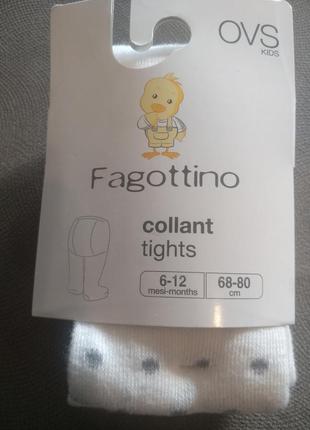 OVS
KIDS
Fagottino
collant
tights
6-12
mesi-months
68-80
cm